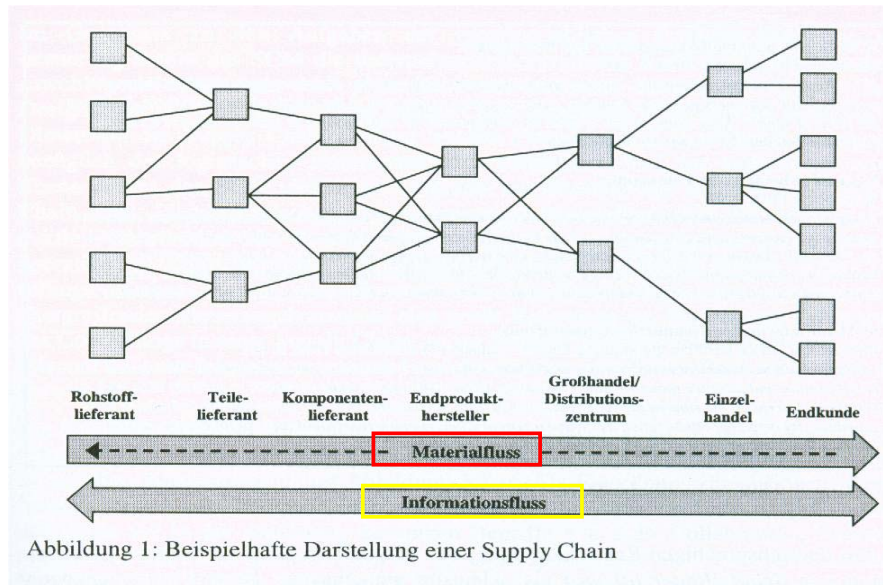 Rohstoff-
lieferant
Teile-
lieferant
Komponenten-
lieferant
Endprodukt-
hersteller
Großhandel/
Distributions-
zentrum
Einzel-
handel
Endkunde
Materialfluss
Informationsfluss
Abbildung 1: Beispielhafte Darstellung einer Supply Chain